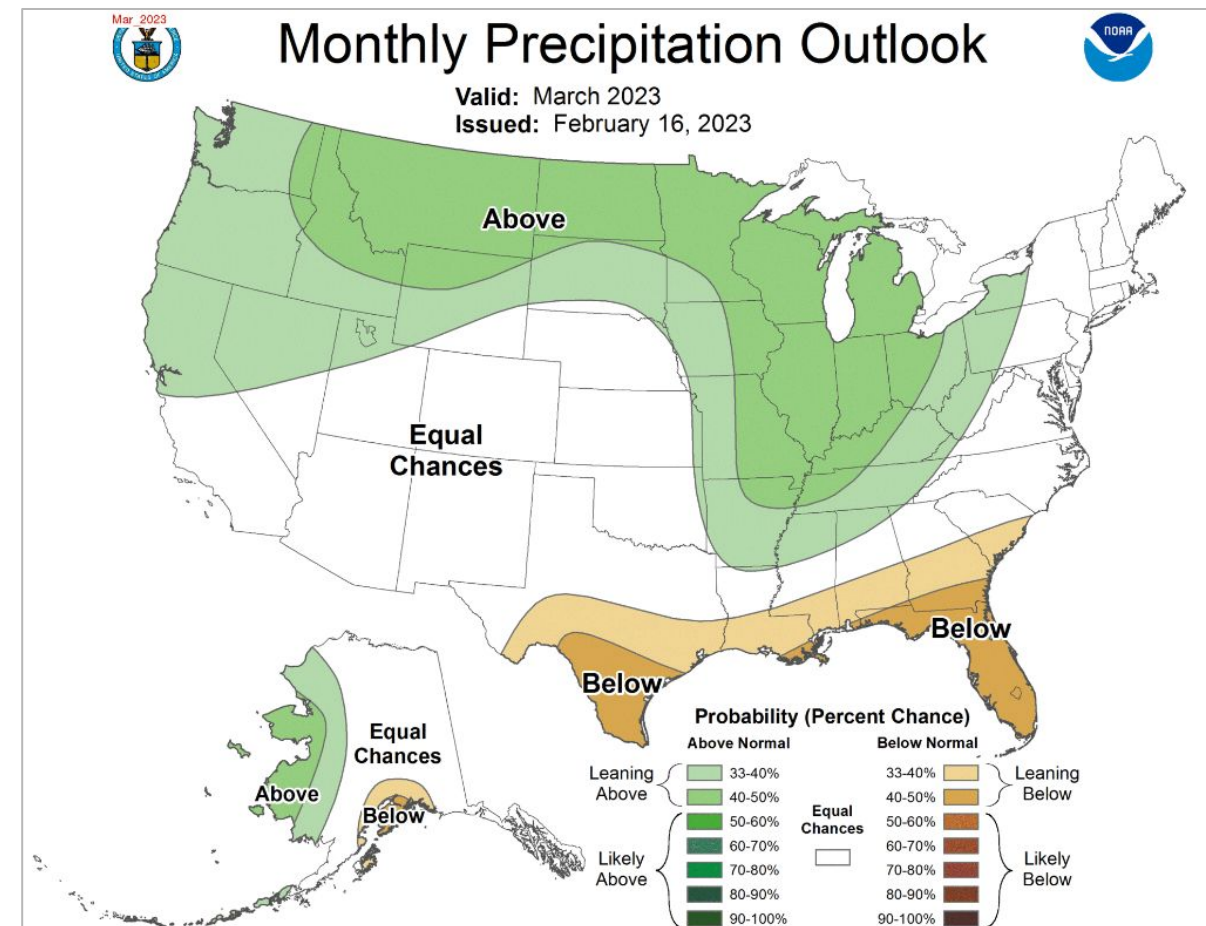 Mar_2023
Monthly Precipitation Outlook
NOAA
Valid: March 2023
Issued: February 16, 2023
Above
Equal
Chances
Below
Below
Equal
Chances
Above
Below
Probability (Percent Chance)
Above Normal
Below Normal
Leaning
Above
33-40%
40-50%
Likely
Above
50-60%
60-70%
70-80%
80-90%
90-100%
Equal
Chances
33-40%
40-50%
Leaning
Below
50-60%
60-70%
70-80%
80-90%
90-100%
Likely
Below